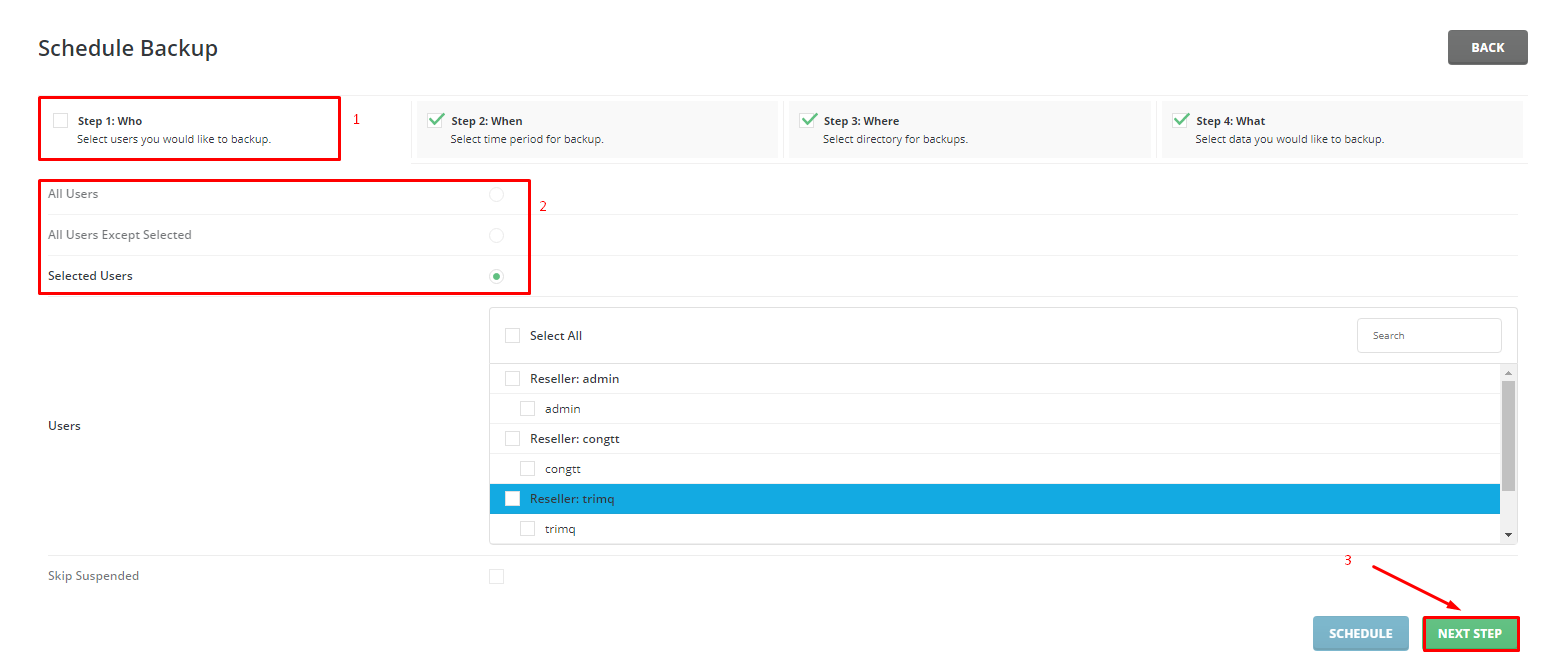 Schedule Backup
BACK
Step 1: Who
Select users you would like to backup.
1
Step 2: When
Select time period for backup.
Step 3: Where
Select directory for backups.
Step 4: What
Select data you would like to backup.
All Users
2
All Users Except Selected
Selected Users
Select All
Search
Reseller: admin
admin
Users
Reseller: congtt
congtt
Reseller: trimq
trimq
Skip Suspended
3
SCHEDULE
NEXT STEP